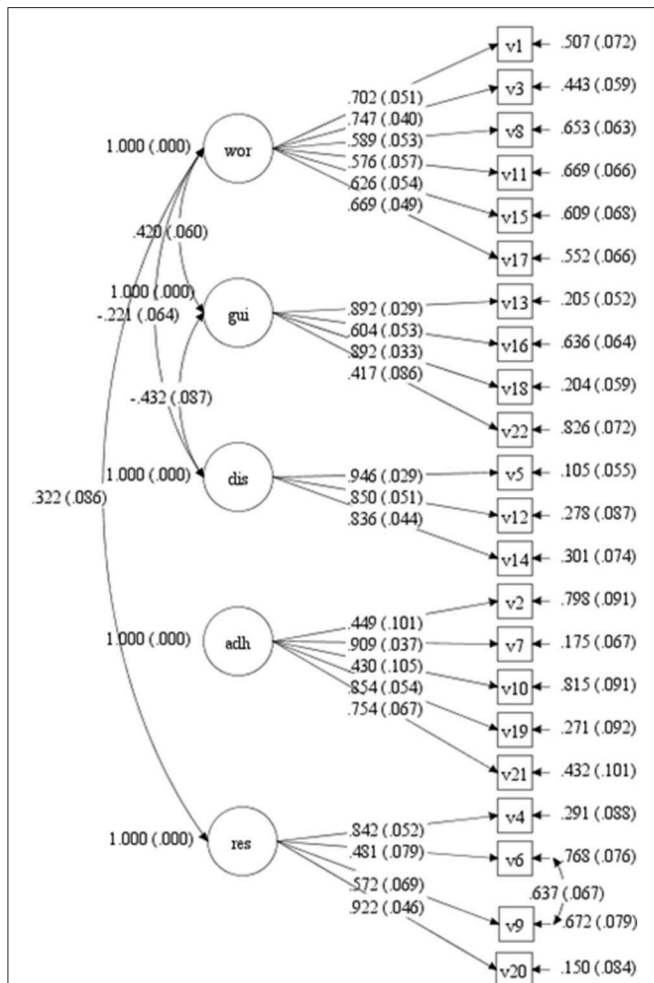 v1 .507 (.072)
.702 (.051)
v3 .443 (.059)
.747 (.040)
1.000 (.000) wor .589 (.053) v8 .653 (.063)
.576 (.057)
v11 .669 (.066)
.626 (.054)
v15 .609 (.068)
.669 (.049)
.420 (.060)
v17 .552 (.066)
1.000 (.000)
.892 (.029) v13 .205 (.052)
-.221 (.064) gui
.604 (.053) v16 .636 (.064)
.892 (.033)
.417 (.086) v18 .204 (.059)
-.432 (.087)
v22 .826 (.072)
1.000 (.000) dis .946 (.029) v5 .105 (.055)
.322 (.086)
.850 (.051) v12 .278 (.087)
.836 (.044)
v14 .301 (.074)
v2 .798 (.091)
.449 (.101)
1.000 (.000) adh .909 (.037) v7 .175 (.067)
.430 (.105)
v10 .815 (.091)
.854 (.054)
.754 (.067) v19 .271 (.092)
v21 .432 (.101)
v4 .291 (.088)
1.000 (.000) res .842 (.052)
.481 (.079) v6 .768 (.076)
.572 (.069) .637 (.067)
.922 (.046) v9 .672 (.079)
v20 .150 (.084)